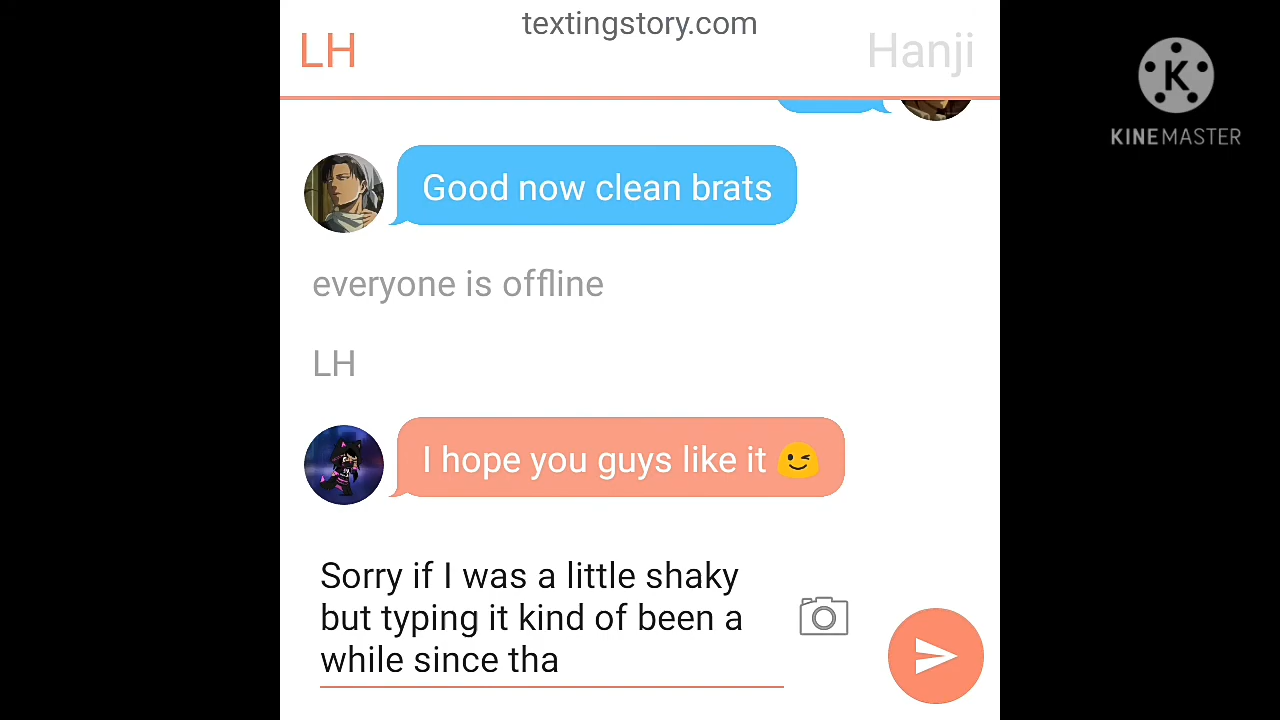 textingstory.com
LH
Hanji
K
KINEMASTER
Good now clean brats
everyone is offline
LH
I hope you guys like it 😉
Sorry if I was a little shaky
but typing it kind of been a
while since tha